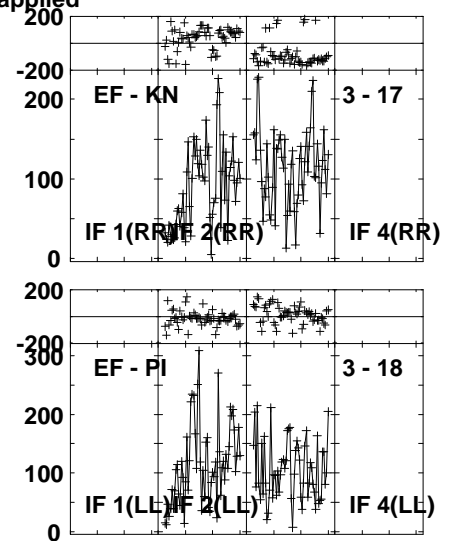 applied
200
-200
200 EF - KN 3 - 17
100
IF 1(RR) IF 2(RR) IF 4(RR)
0
200
-200
300 EF - PI 3 - 18
200
100
IF 1(LL) IF 2(LL) IF 4(LL)
0